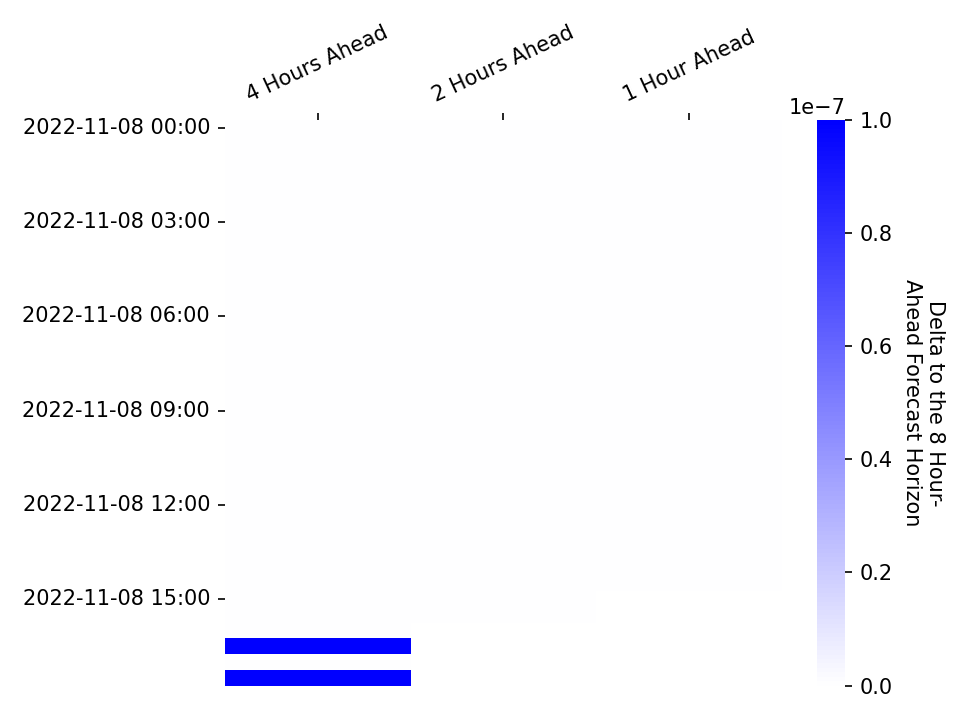 4 Hours Ahead
2 Hours Ahead
1 Hour Ahead
1e−7
2022-11-08 00:00
2022-11-08 03:00
2022-11-08 06:00
2022-11-08 09:00
2022-11-08 12:00
2022-11-08 15:00
1.0
0.8
0.6
0.4
0.2
0.0
Delta to the 8 Hour-
Ahead Forecast Horizon